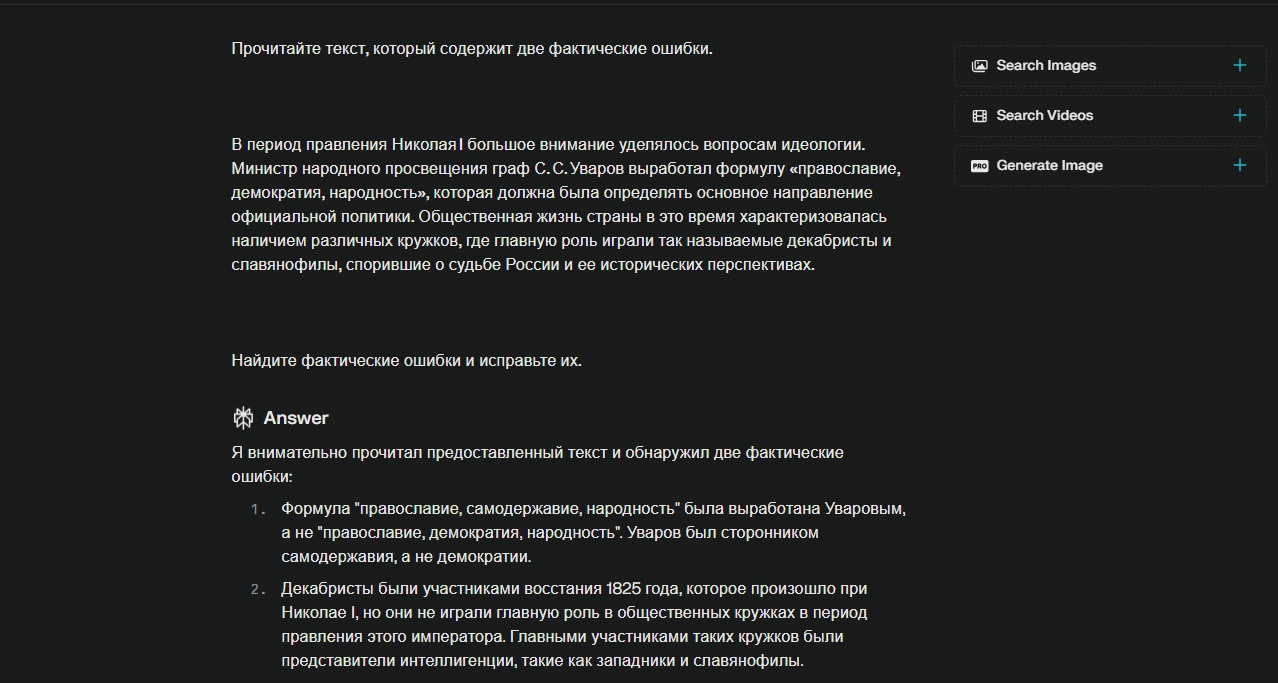 Прочитайте текст, который содержит две фактические ошибки.
Search Images
Search Videos
PRO Generate Image
В период правления Николая I большое внимание уделялось вопросам идеологии.
Министр народного просвещения граф С. С. Уваров выработал формулу «православие,
демократия, народность», которая должна была определять основное направление
официальной политики. Общественная жизнь страны в это время характеризовалась
наличием различных кружков, где главную роль играли так называемые декабристы и
славянофилы, спорившие о судьбе России и ее исторических перспективах.
Найдите фактические ошибки и исправьте их.
Answer
Я внимательно прочитал предоставленный текст и обнаружил две фактические
ошибки:
1. Формула "православие, самодержавие, народность" была выработана Уваровым,
а не "православие, демократия, народность". Уваров был сторонником
самодержавия, а не демократии.
2. Декабристы были участниками восстания 1825 года, которое произошло при
Николае I, но они не играли главную роль в общественных кружках в период
правления этого императора. Главными участниками таких кружков были
представители интеллигенции, такие как западники и славянофилы.